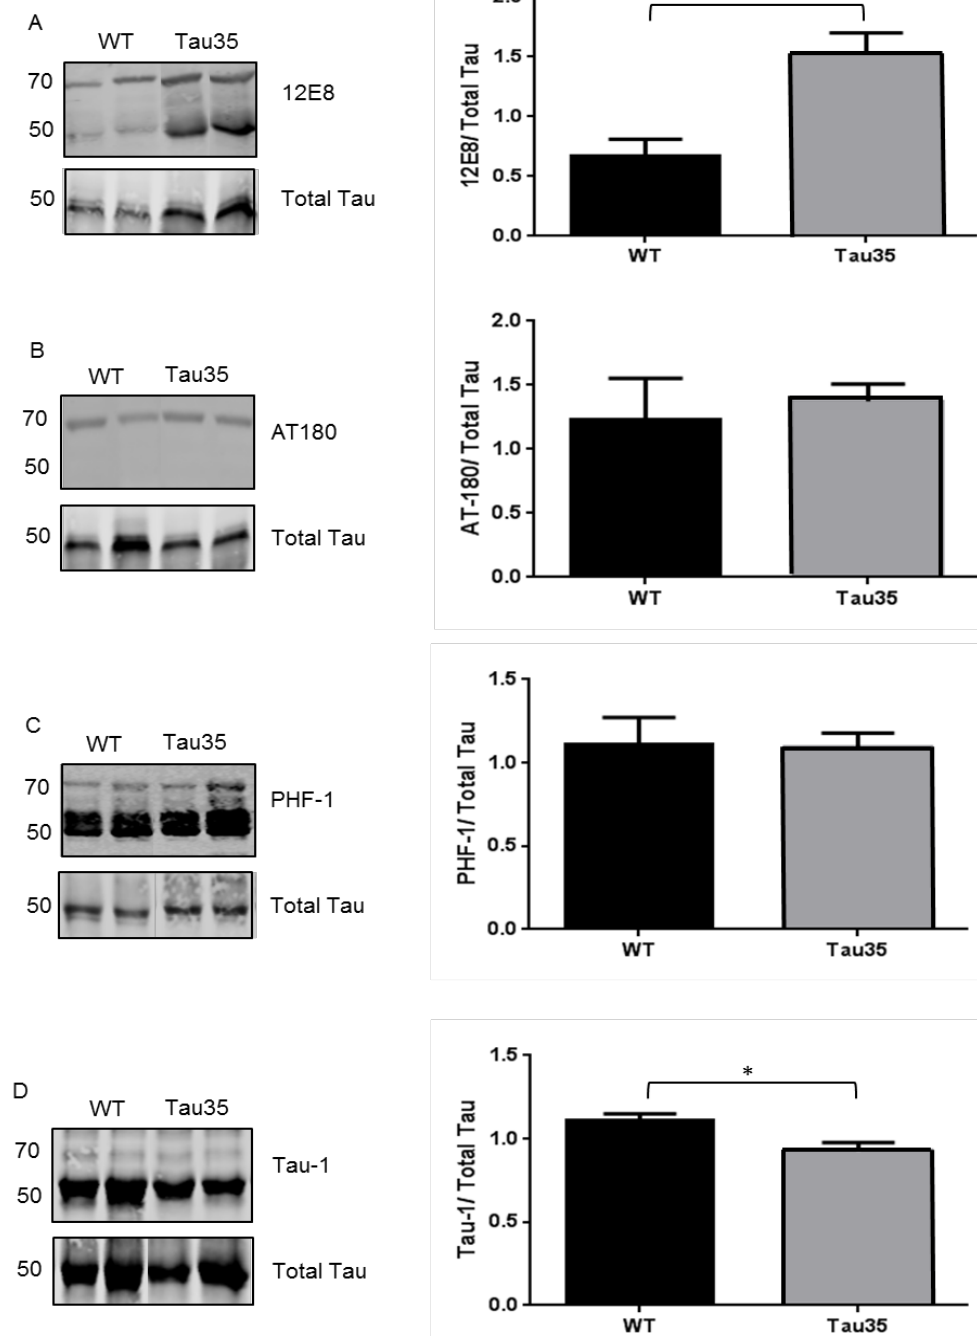 A
WT Tau35
70
50
12E8
50
Total Tau
2.0
1.5
1.0
0.5
0.0
12E8/ Total Tau
WT Tau35
B
WT Tau35
70
50
AT180
50
Total Tau
2.0
1.5
1.0
0.5
0.0
AT-180/ Total Tau
WT Tau35
C
WT Tau35
70
50
PHF-1
50
Total Tau
1.5
1.0
0.5
0.0
PHF-1/ Total Tau
WT Tau35
D
WT Tau35
70
50
Tau-1
50
Total Tau
1.5
1.0
0.5
0.0
Tau-1/ Total Tau
*
WT Tau35